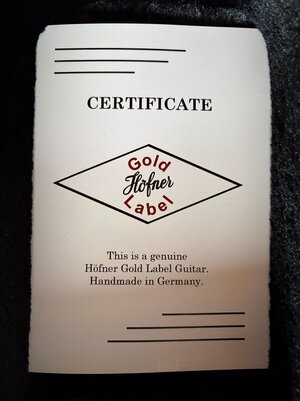 CERTIFICATE
Gold
Höfner
Label
This is a genuine
Höfner Gold Label Guitar.
Handmade in Germany.